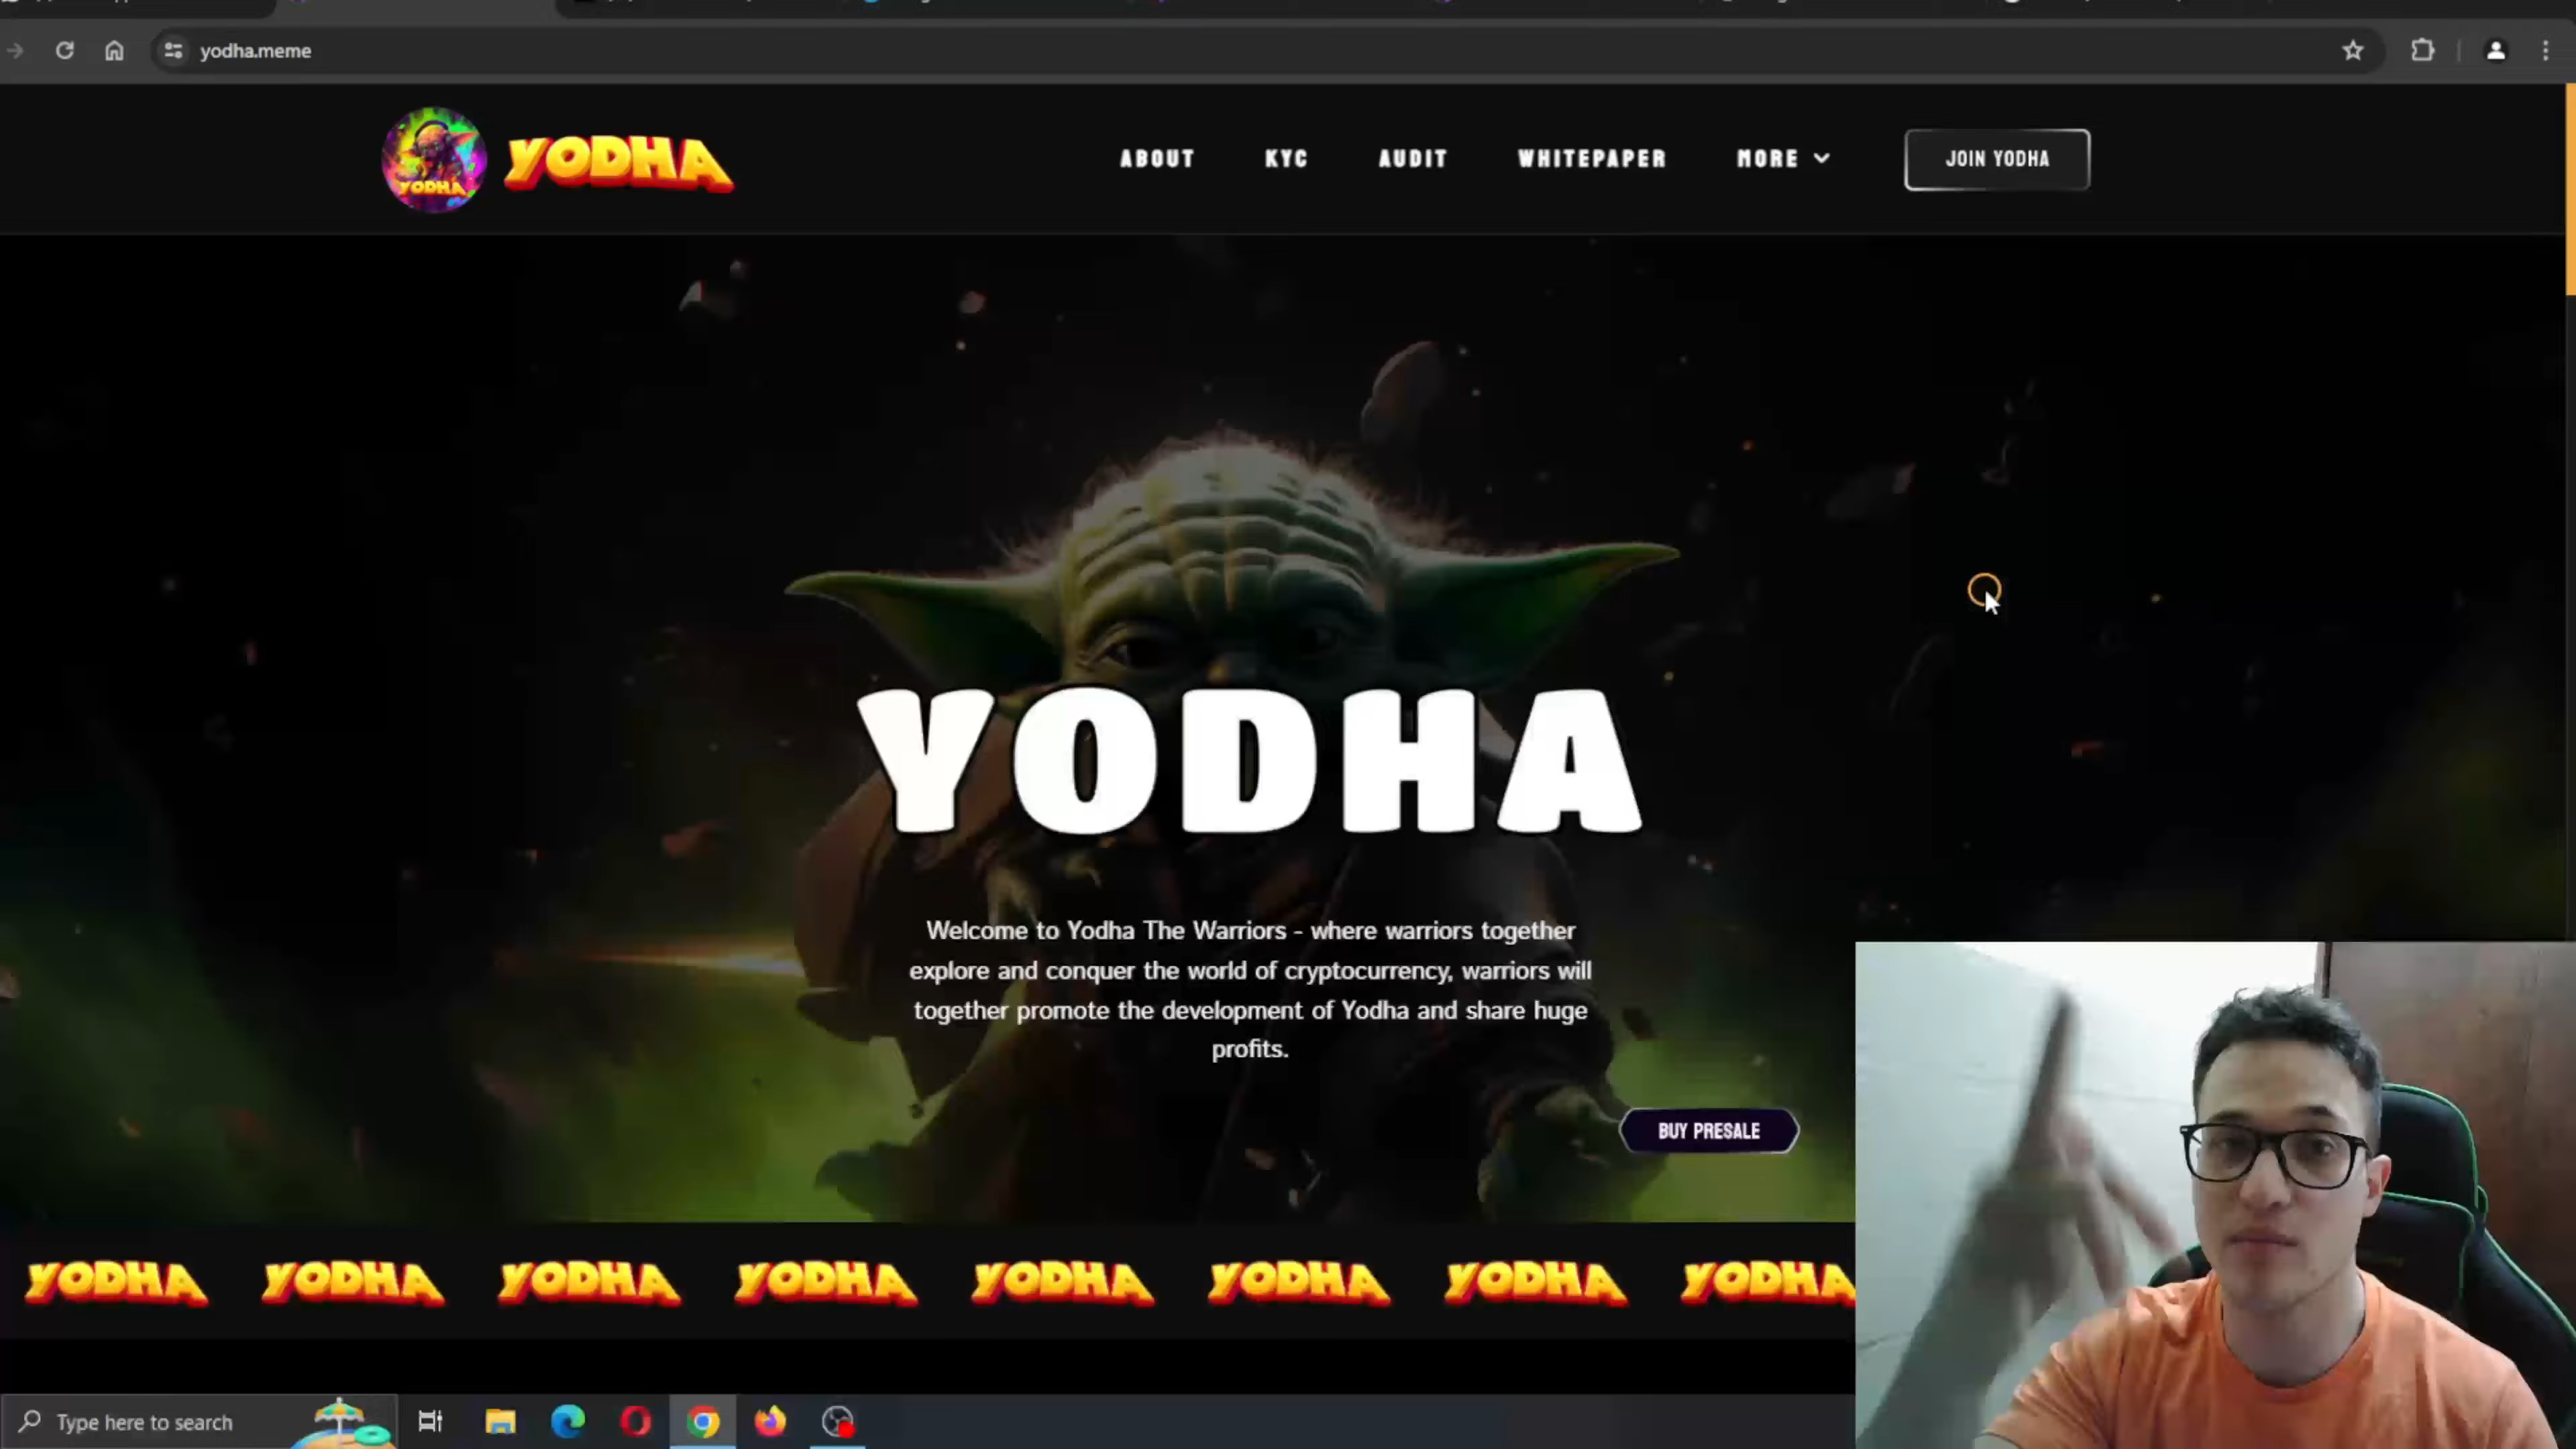 yodha.meme
YODHA
YODHA
ABOUT
KYC
AUDIT
WHITEPAPER
MORE
JOIN YODHA
YODHA
Welcome to Yodha The Warriors - where warriors together
explore and conquer the world of cryptocurrency, warriors will
together promote the development of Yodha and share huge
profits.
BUY PRESALE
YODHA YODHA YODHA YODHA YODHA YODHA YODHA YODHA
Type here to search